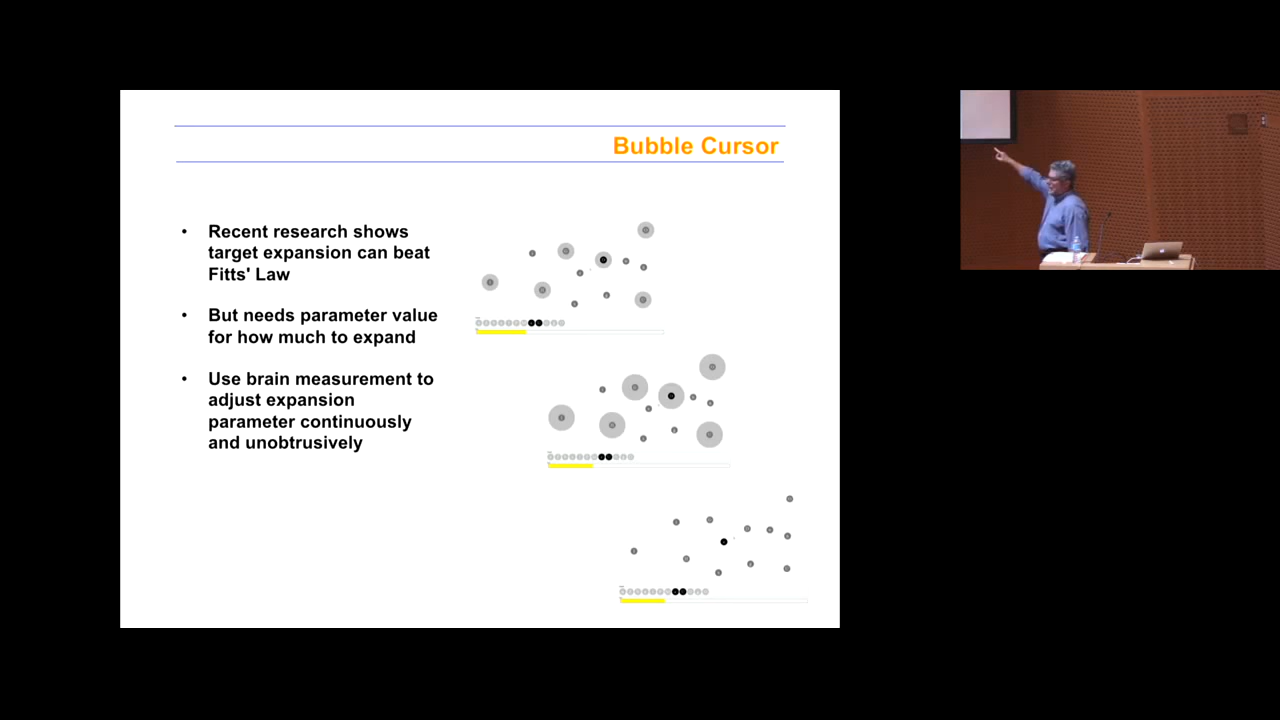 Bubble Cursor
• Recent research shows
target expansion can beat
Fitts' Law
• But needs parameter value
for how much to expand
• Use brain measurement to
adjust expansion
parameter continuously
and unobtrusively